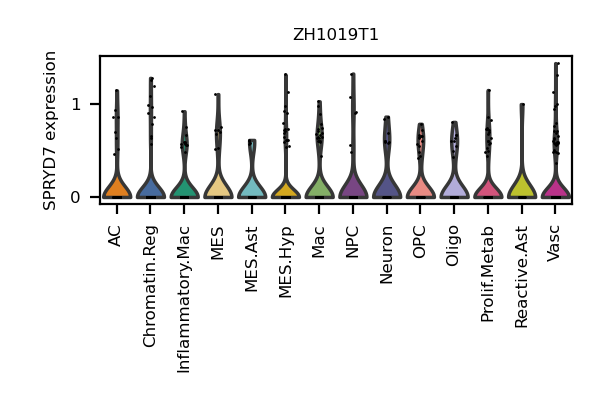 ZH1019T1
SPRYD7 expression
1
0
AC
Chromatin.Reg
Inflammatory.Mac
MES
MES.Ast
MES.Hyp
Mac
NPC
Neuron
OPC
Oligo
Prolif.Metab
Reactive.Ast
Vasc